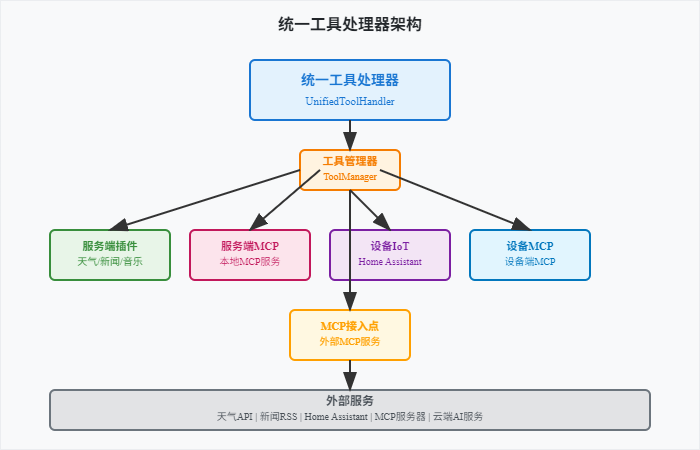 统一工具处理器架构
统一工具处理器
UnifiedToolHandler
工具管理器
ToolManager
服务端插件
天气/新闻/音乐
服务端MCP
本地MCP服务
设备IoT
Home Assistant
设备MCP
设备端MCP
MCP接入点
外部MCP服务
外部服务
天气API | 新闻RSS | Home Assistant | MCP服务器 | 云端AI服务